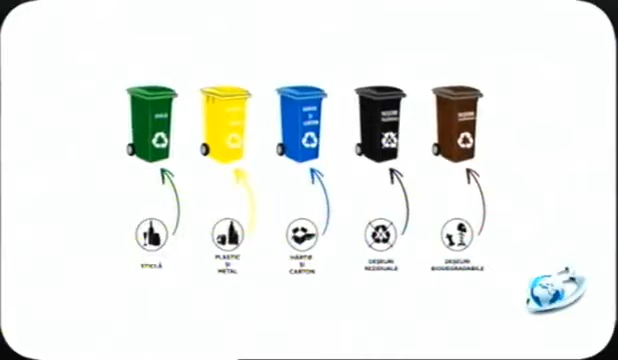 STICLĂ
PLASTIC
ȘI
METAL
HÂRTIE
ȘI
CARTON
DEȘEURI
REZIDUALE
DEȘEURI
BIODEGRADABILE